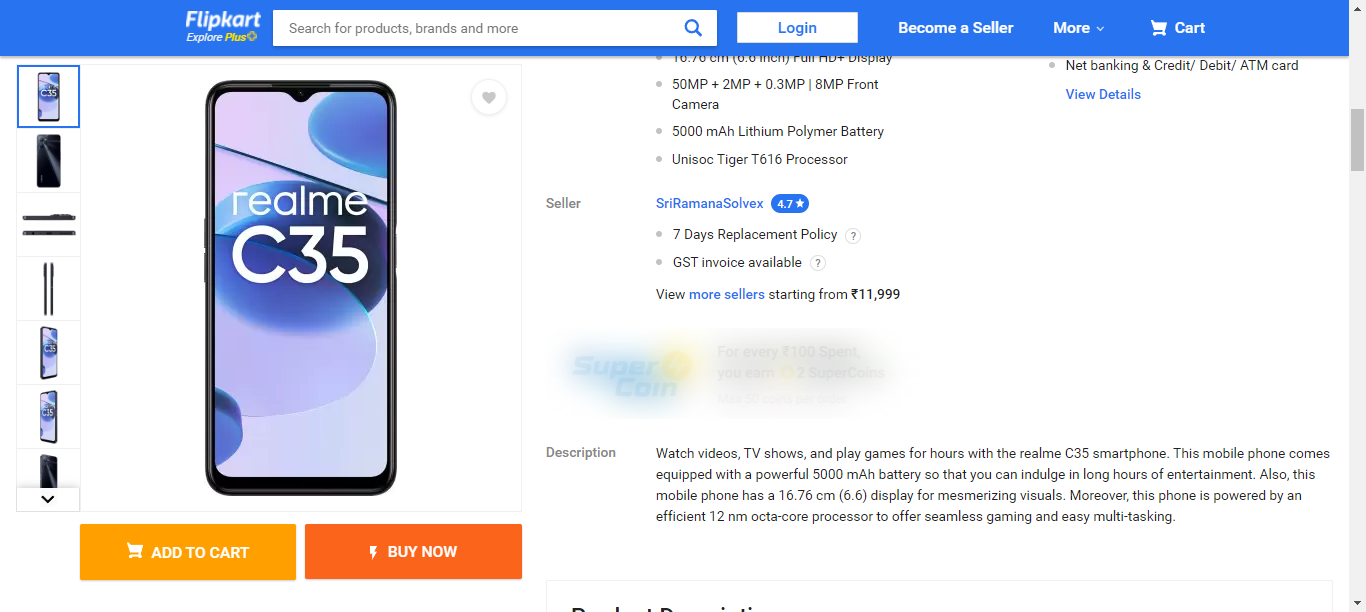 Flipkart
Explore Plus
Search for products, brands and more
Login
Become a Seller
More
Cart
C35
realme
C35
C35
C35
ADD TO CART
BUY NOW
16.76 cm (6.6 inch) Full HD+ Display
50MP + 2MP + 0.3MP | 8MP Front
Camera
5000 mAh Lithium Polymer Battery
Unisoc Tiger T616 Processor
Net banking & Credit/ Debit/ ATM card
View Details
Seller
SriRamanaSolvex 4.7★
7 Days Replacement Policy ?
GST invoice available ?
View more sellers starting from ₹11,999
Super
Coin
For every ₹100 Spent,
you earn 2 SuperCoins
Description
Watch videos, TV shows, and play games for hours with the realme C35 smartphone. This mobile phone comes
equipped with a powerful 5000 mAh battery so that you can indulge in long hours of entertainment. Also, this
mobile phone has a 16.76 cm (6.6) display for mesmerizing visuals. Moreover, this phone is powered by an
efficient 12 nm octa-core processor to offer seamless gaming and easy multi-tasking.